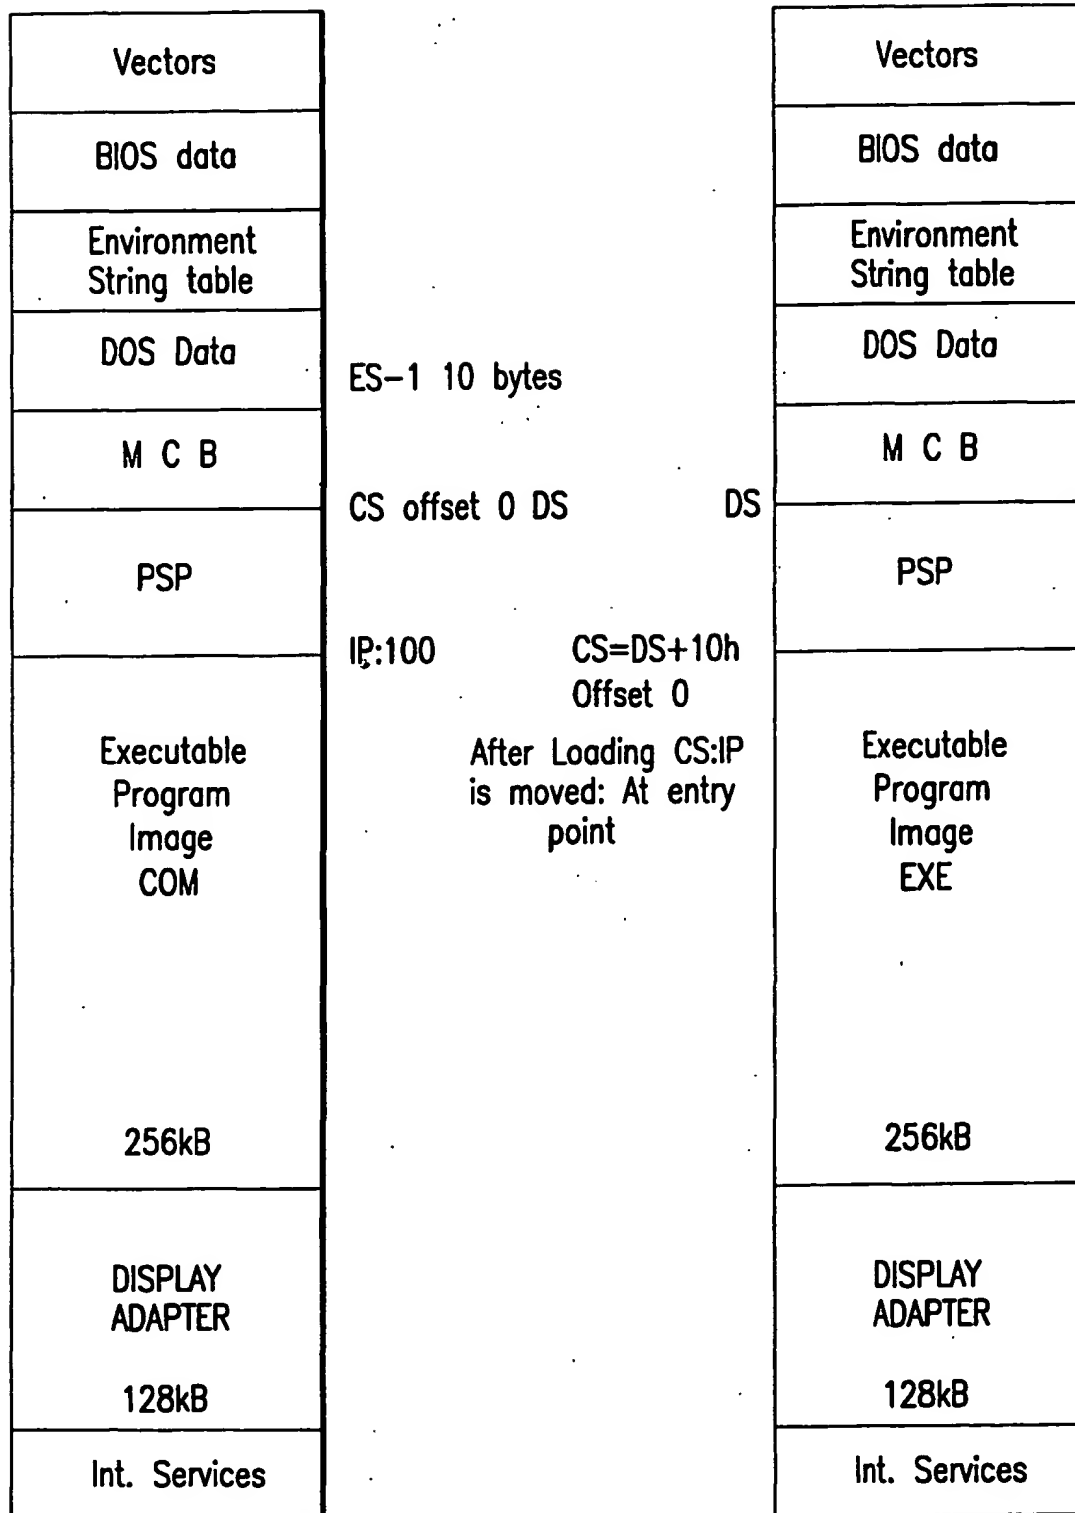 Vectors
BIOS data
Environment
String table
DOS Data
M C B
PSP
Executable
Program
Image
COM
256kB
DISPLAY
ADAPTER
128kB
Int. Services
ES-1 10 bytes
CS offset 0 DS
IP:100
DS
CS=DS+10h
Offset 0
After Loading CS:IP
is moved: At entry
point
Vectors
BIOS data
Environment
String table
DOS Data
M C B
PSP
Executable
Program
Image
EXE
256kB
DISPLAY
ADAPTER
128kB
Int. Services